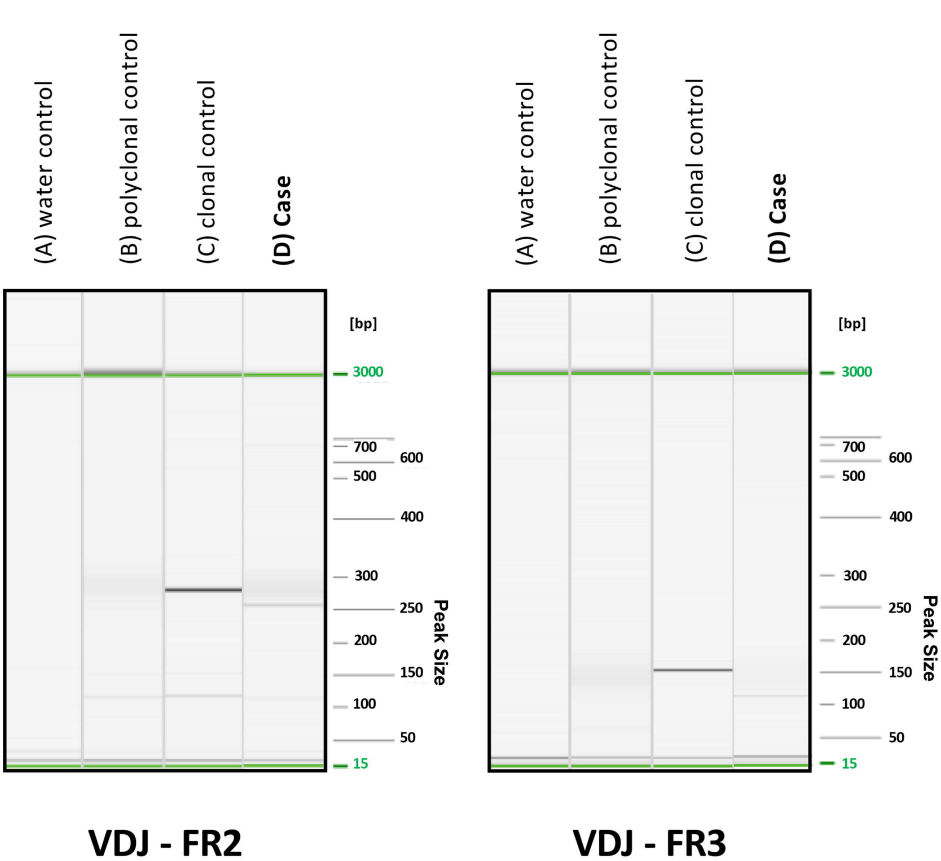 (A) water control
(B) polyclonal control
(C) clonal control
(D) Case
[bp]
3000
700
600
500
400
300
250
200
150
100
50
15
Peak Size
VDJ - FR2
(A) water control
(B) polyclonal control
(C) clonal control
(D) Case
[bp]
3000
700
600
500
400
300
250
200
150
100
50
15
Peak Size
VDJ - FR3